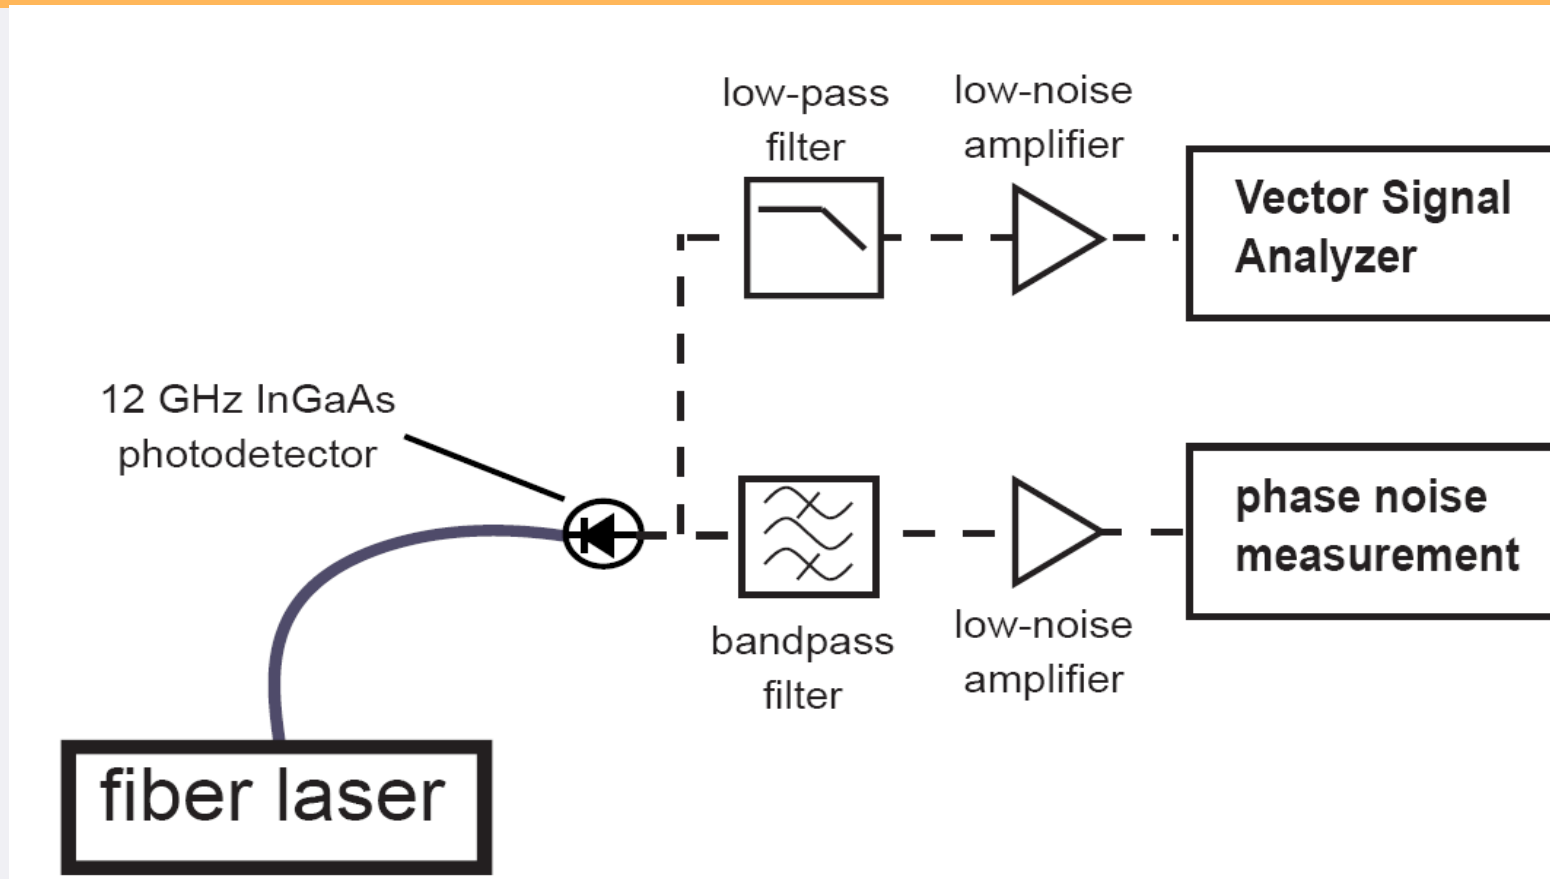 low-pass
filter
low-noise
amplifier
Vector Signal
Analyzer
12 GHz InGaAs
photodetector
phase noise
measurement
bandpass
filter
low-noise
amplifier
fiber laser